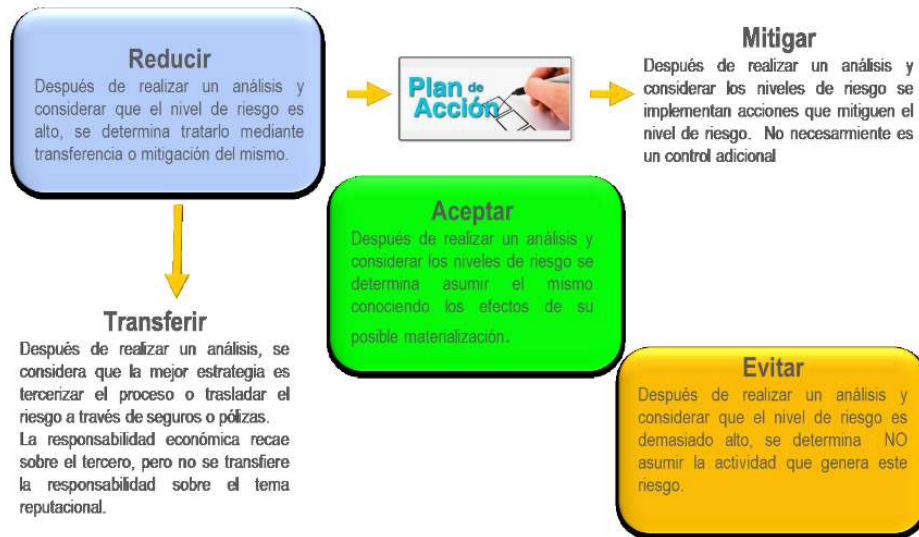 Reducir
Después de realizar un análisis y
considerar que el nivel de riesgo es
alto, se determina tratarlo mediante
transferencia o mitigación del mismo.
Plan de
Acción
Mitigar
Después de realizar un análisis y
considerar los niveles de riesgo se
implementan acciones que mitiguen el
nivel de riesgo. No necesariamente es
un control adicional
Aceptar
Después de realizar un análisis y
considerar los niveles de riesgo se
determina asumir el mismo
conociendo los efectos de su
posible materialización.
Transferir
Después de realizar un análisis, se
considera que la mejor estrategia es
tercerizar el proceso o trasladar el
riesgo a través de seguros o pólizas.
La responsabilidad económica recae
sobre el tercero, pero no se transfiere
la responsabilidad sobre el tema
reputacional.
Evitar
Después de realizar un análisis y
considerar que el nivel de riesgo es
demasiado alto, se determina NO
asumir la actividad que genera este
riesgo.